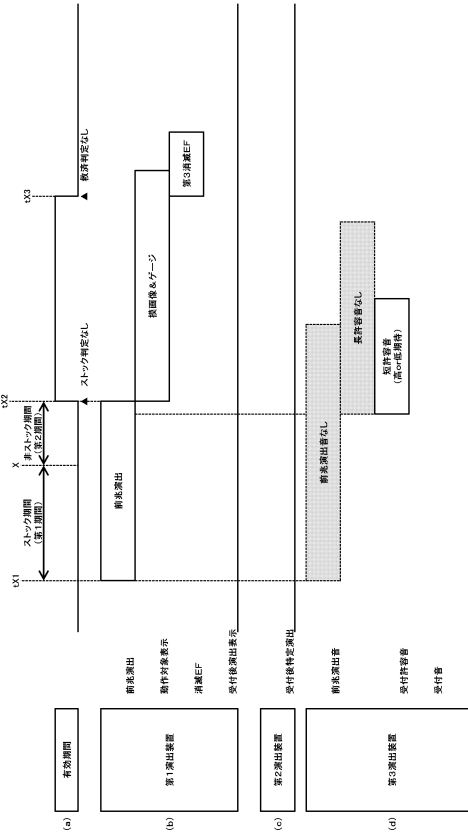 tX1
X
tX2
tX3
ストック期間
(第1期間)
非ストック期間
(第2期間)
ストック判定なし
救済判定なし
(a)
有効期間
(b)
第1演出装置
前兆演出
動作対象表示
消滅EF
受付後演出表示
前兆演出
操画像&ゲージ
第3消滅EF
(c)
第2演出装置
受付後特定演出
(d)
第3演出装置
前兆演出音
受付許容音
受付音
前兆演出音なし
長許容音なし
短許容音
(高or低期待)